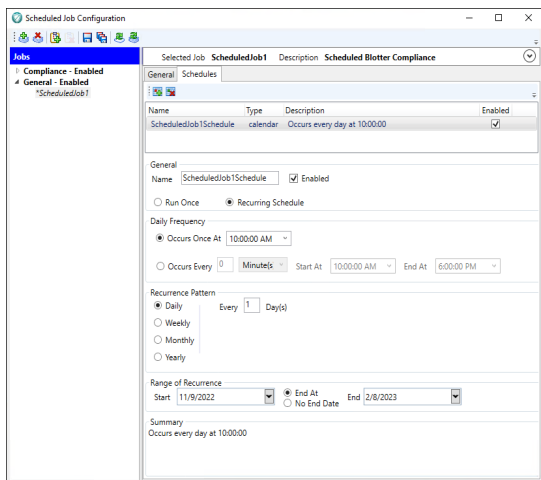 Scheduled Job Configuration
Jobs
Compliance - Enabled
General - Enabled
*ScheduledJob1
Selected Job ScheduledJob1 Description Scheduled Blotter Compliance
General Schedules
Name Type Description Enabled
ScheduledJob1Schedule calendar Occurs every day at 10:00:00
General
Name ScheduledJob1Schedule Enabled
Run Once Recurring Schedule
Daily Frequency
Occurs Once At 10:00:00 AM
Occurs Every 0 Minute(s Start At 10:00:00 AM End At 6:00:00 PM
Recurrence Pattern
Daily Every 1 Day(s)
Weekly
Monthly
Yearly
Range of Recurrence
Start 11/9/2022 End At End 2/8/2023
No End Date
Summary
Occurs every day at 10:00:00